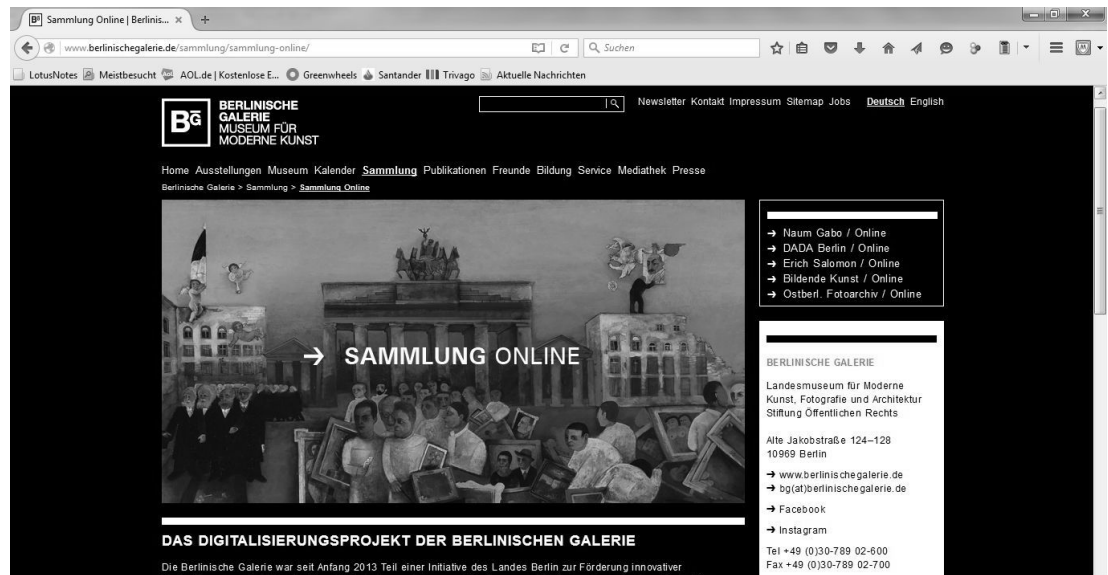 Sammlung Online | Berlinis...
www.berlinischegalerie.de/sammlung/sammlung-online/
Suchen
LotusNotes Meistbesucht AOL.de | Kostenlose E... Greenwheels Santander Trivago Aktuelle Nachrichten
BG
BERLINISCHE
GALERIE
MUSEUM FÜR
MODERNE KUNST
Newsletter Kontakt Impressum Sitemap Jobs Deutsch English
Home Ausstellungen Museum Kalender Sammlung Publikationen Freunde Bildung Service Mediathek Presse
Berlinische Galerie > Sammlung > Sammlung Online
→ SAMMLUNG ONLINE
→ Naum Gabo / Online
→ DADA Berlin / Online
→ Erich Salomon / Online
→ Bildende Kunst / Online
→ Ostberl. Fotoarchiv / Online
BERLINISCHE GALERIE
Landesmuseum für Moderne
Kunst, Fotografie und Architektur
Stiftung Öffentlichen Rechts
Alte Jakobstraße 124–128
10969 Berlin
→ www.berlinischegalerie.de
→ bg(at)berlinischegalerie.de
→ Facebook
→ Instagram
Tel +49 (0)30-789 02-600
Fax +49 (0)30-789 02-700
DAS DIGITALISIERUNGSPROJEKT DER BERLINISCHEN GALERIE
Die Berlinische Galerie war seit Anfang 2013 Teil einer Initiative des Landes Berlin zur Förderung innovativer